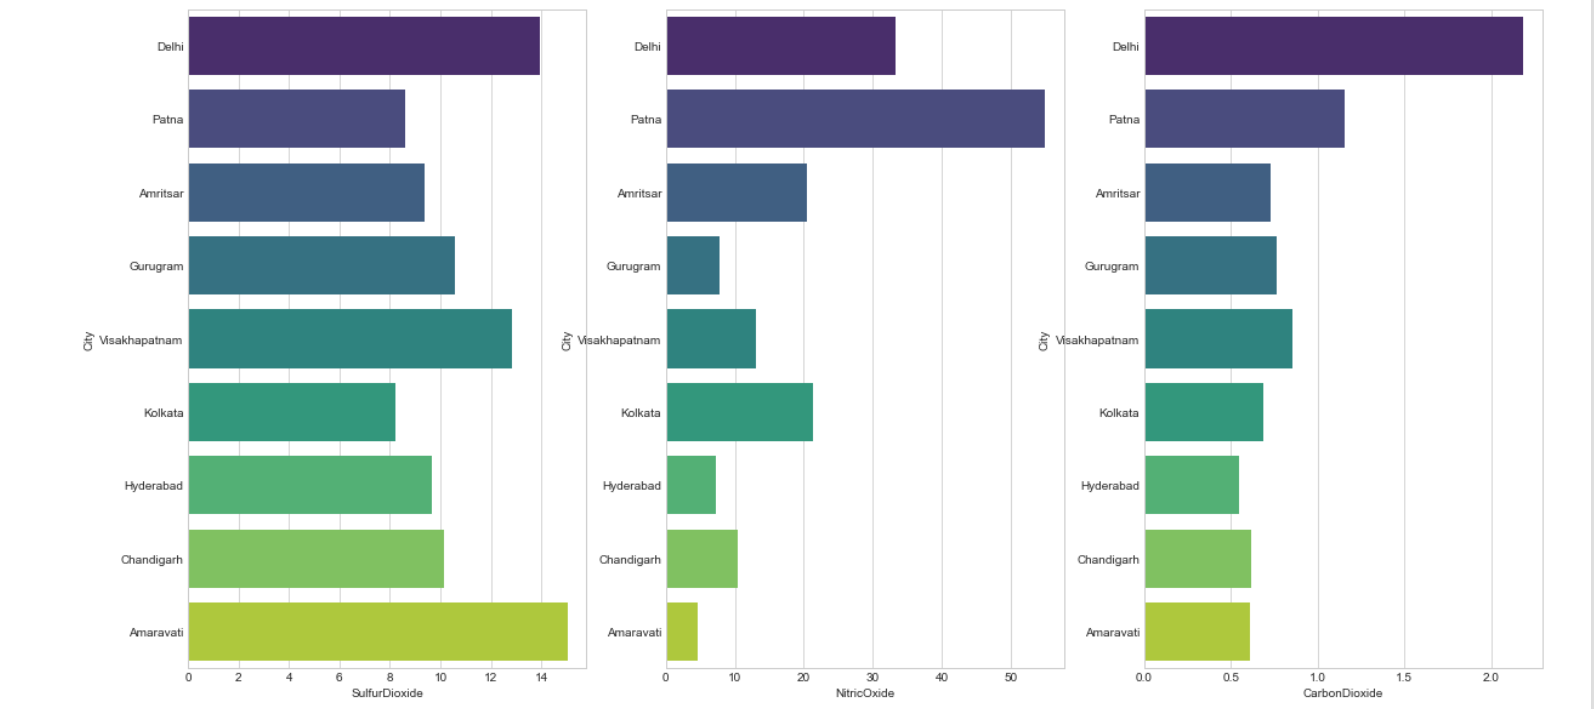 Delhi
Patna
Amritsar
Gurugram
Visakhapatnam
Kolkata
Hyderabad
Chandigarh
Amaravati
City
0 2 4 6 8 10 12 14
SulfurDioxide
Delhi
Patna
Amritsar
Gurugram
Visakhapatnam
Kolkata
Hyderabad
Chandigarh
Amaravati
City
0 10 20 30 40 50
NitricOxide
Delhi
Patna
Amritsar
Gurugram
Visakhapatnam
Kolkata
Hyderabad
Chandigarh
Amaravati
City
0.0 0.5 1.0 1.5 2.0
CarbonDioxide